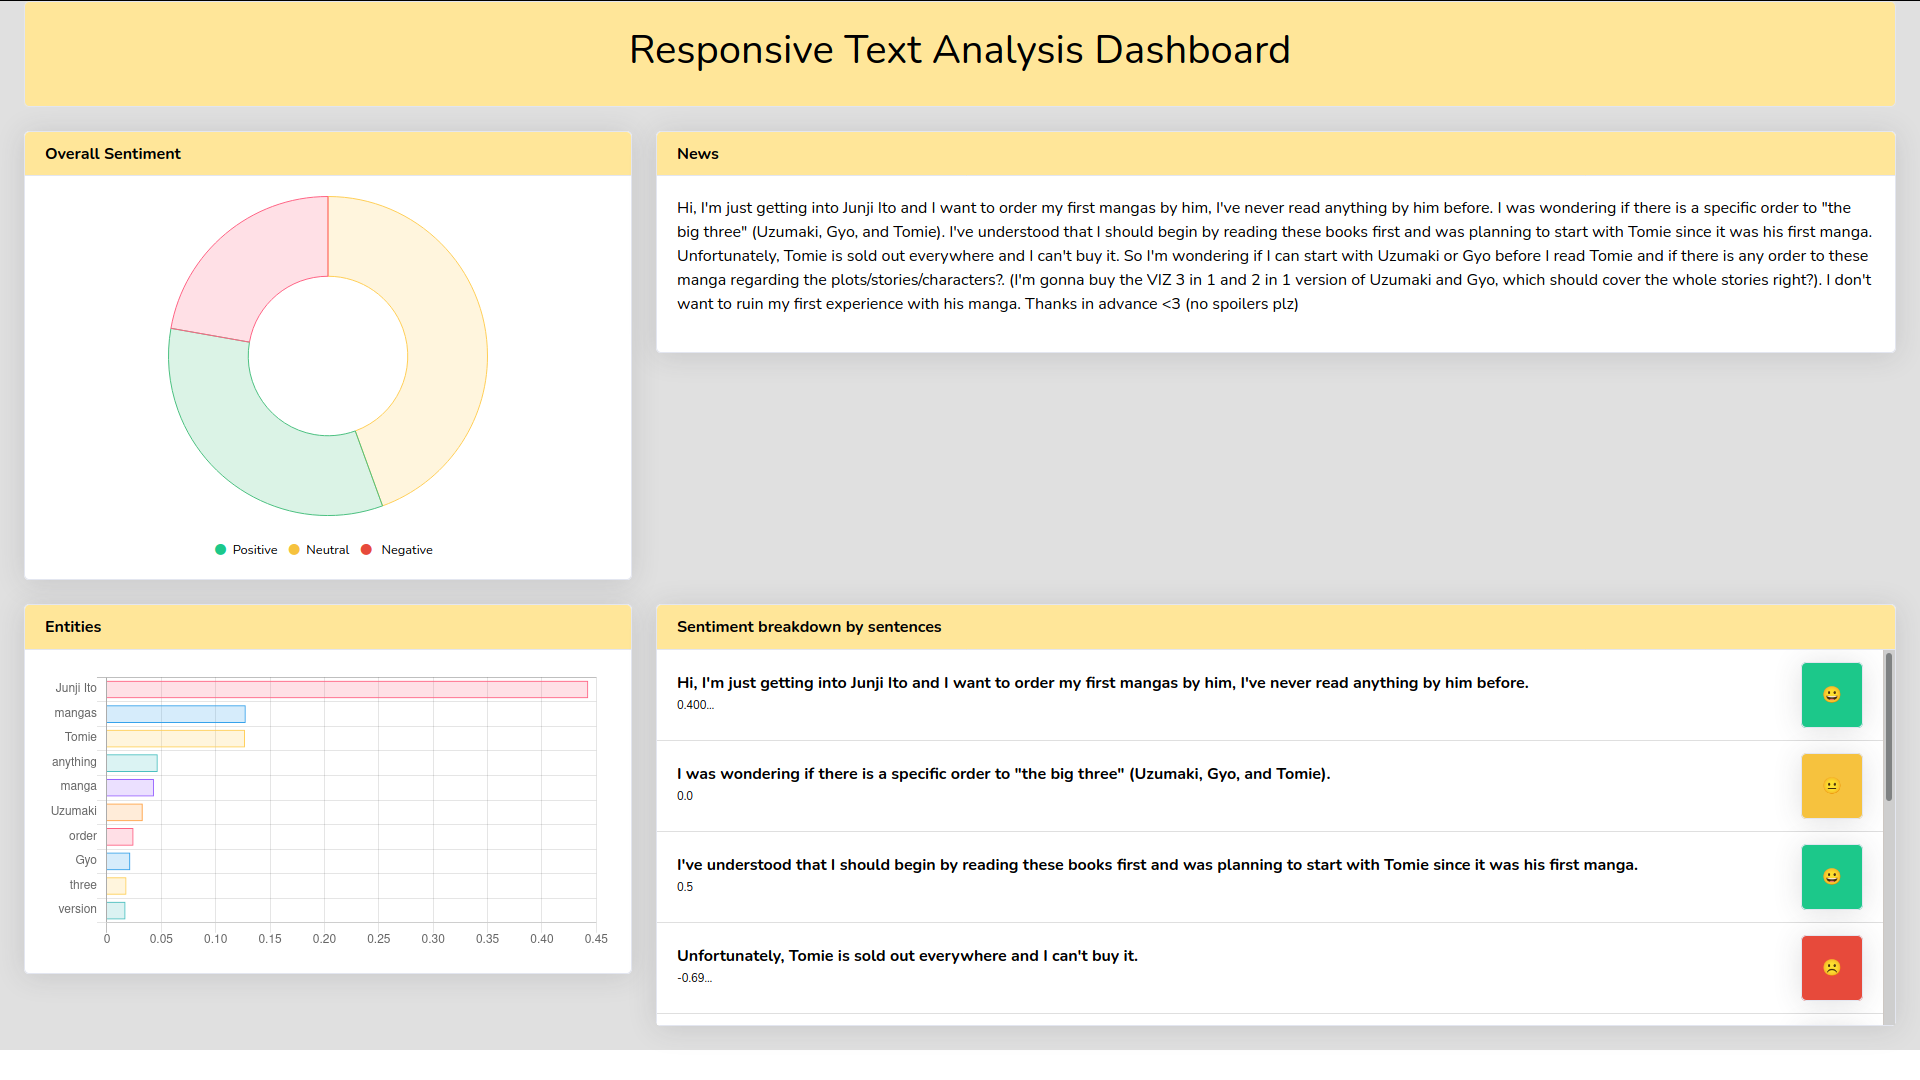 Responsive Text Analysis Dashboard
Overall Sentiment
Positive
Neutral
Negative
News
Hi, I'm just getting into Junji Ito and I want to order my first mangas by him, I've never read anything by him before. I was wondering if there is a specific order to "the
big three" (Uzumaki, Gyo, and Tomie). I've understood that I should begin by reading these books first and was planning to start with Tomie since it was his first manga.
Unfortunately, Tomie is sold out everywhere and I can't buy it. So I'm wondering if I can start with Uzumaki or Gyo before I read Tomie and if there is any order to these
manga regarding the plots/stories/characters?. (I'm gonna buy the VIZ 3 in 1 and 2 in 1 version of Uzumaki and Gyo, which should cover the whole stories right?). I don't
want to ruin my first experience with his manga. Thanks in advance <3 (no spoilers plz)
Entities
Junji Ito
mangas
Tomie
anything
manga
Uzumaki
order
Gyo
three
version
0 0.05 0.10 0.15 0.20 0.25 0.30 0.35 0.40 0.45
Sentiment breakdown by sentences
Hi, I'm just getting into Junji Ito and I want to order my first mangas by him, I've never read anything by him before.
0.400...
I was wondering if there is a specific order to "the big three" (Uzumaki, Gyo, and Tomie).
0.0
I've understood that I should begin by reading these books first and was planning to start with Tomie since it was his first manga.
0.5
Unfortunately, Tomie is sold out everywhere and I can't buy it.
-0.69...